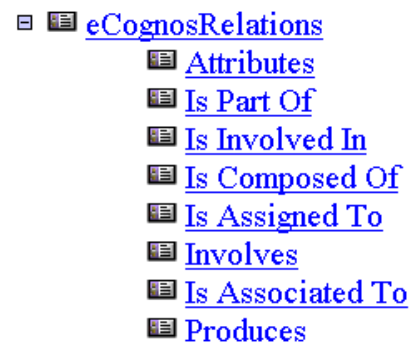 eCognosRelations
Attributes
Is Part Of
Is Involved In
Is Composed Of
Is Assigned To
Involves
Is Associated To
Produces